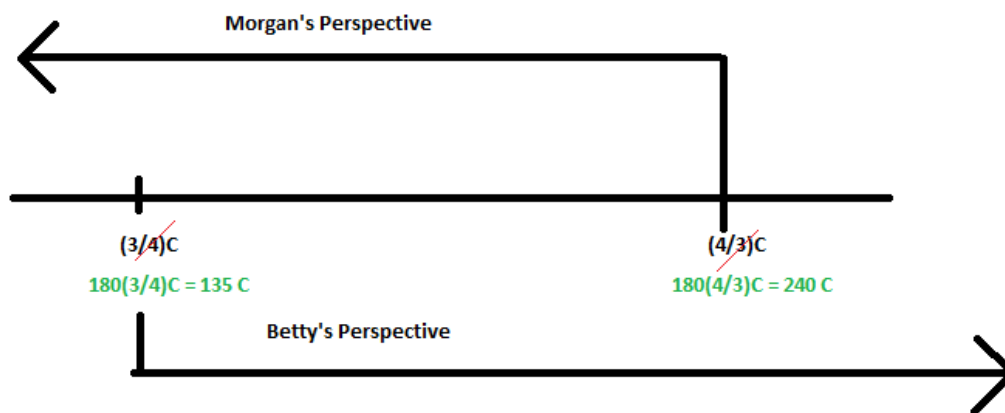 Morgan's Perspective
(3/4)C
(4/3)C
180(3/4)C = 135 C
180(4/3)C = 240 C
Betty's Perspective